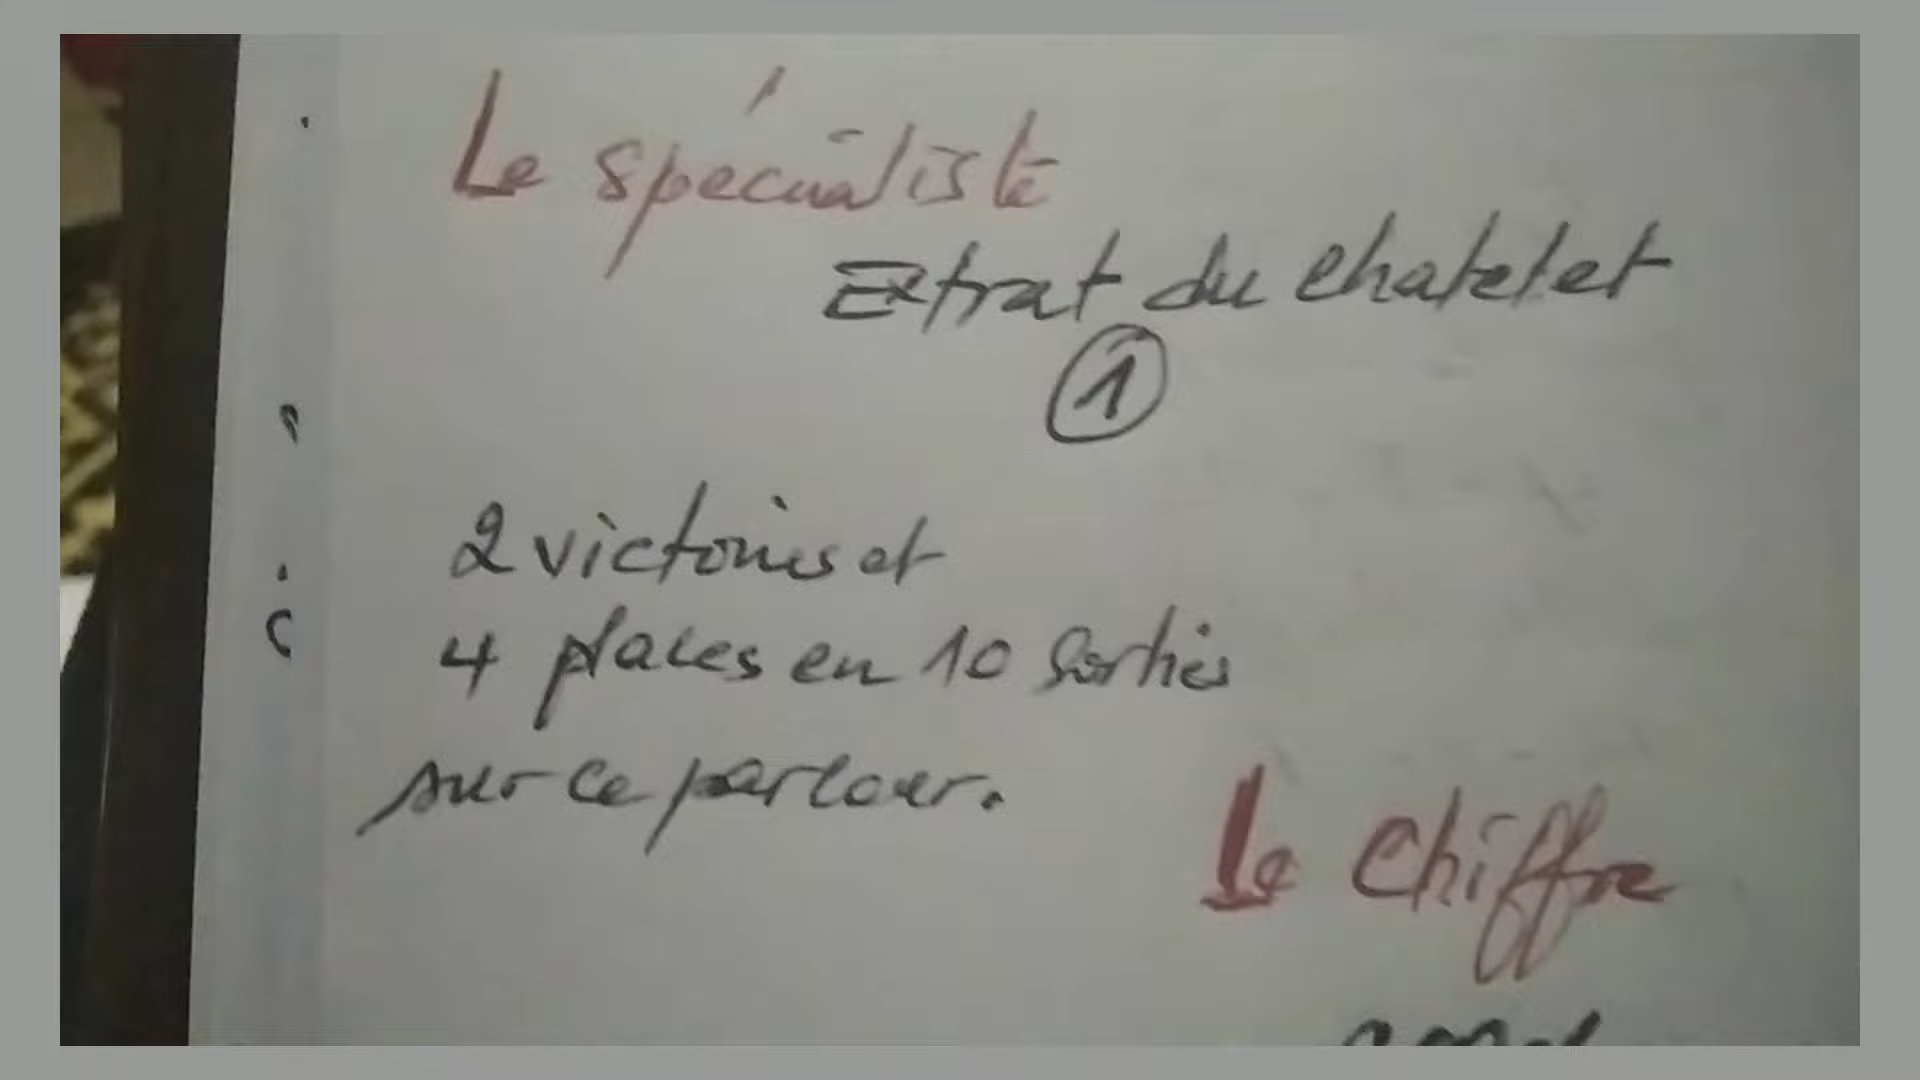 Le spécialiste
Extrat du chatelet
1
2 victoires et
4 places en 10 sorties
sur ce parcour.
Le Chiffre